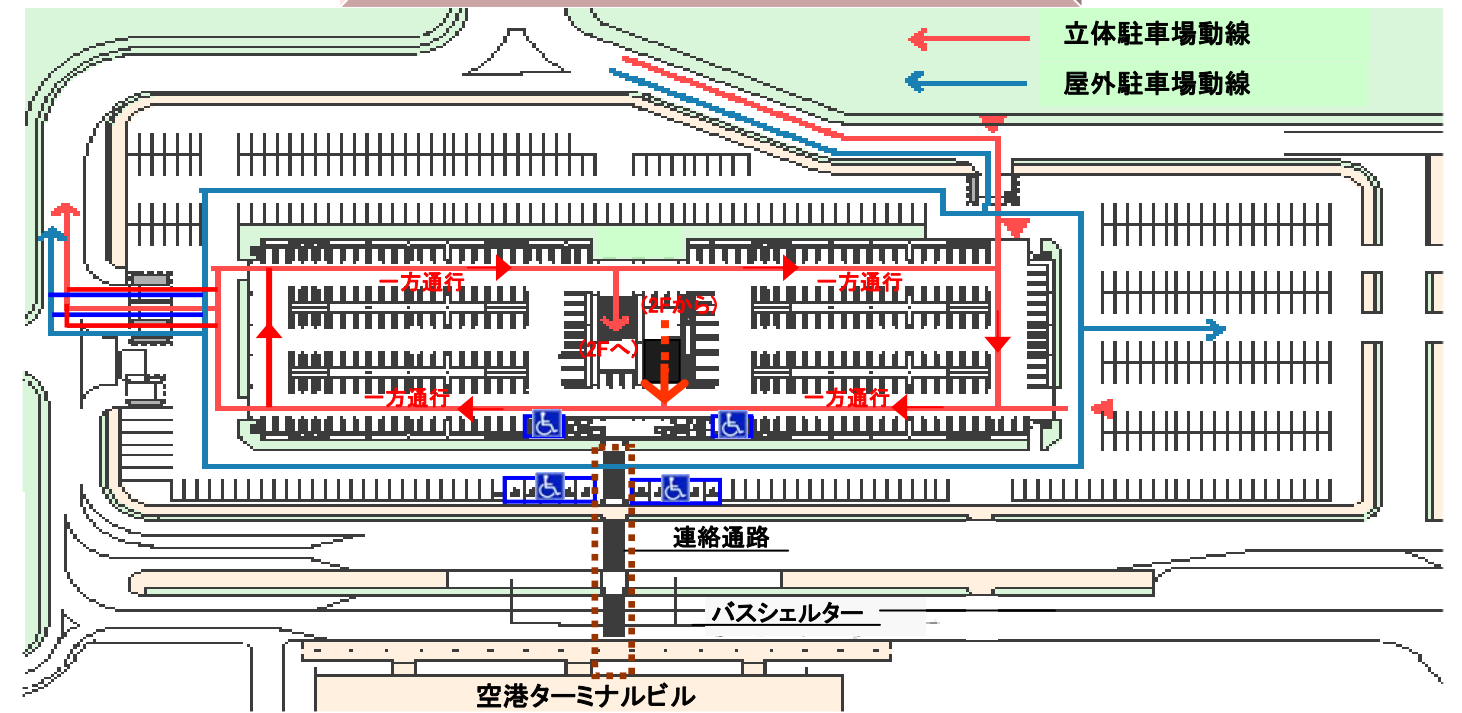 立体駐車場動線
屋外駐車場動線
一方通行
一方通行
(2Fから)
(2Fへ)
一方通行
一方通行
連絡通路
バスシェルター
空港ターミナルビル